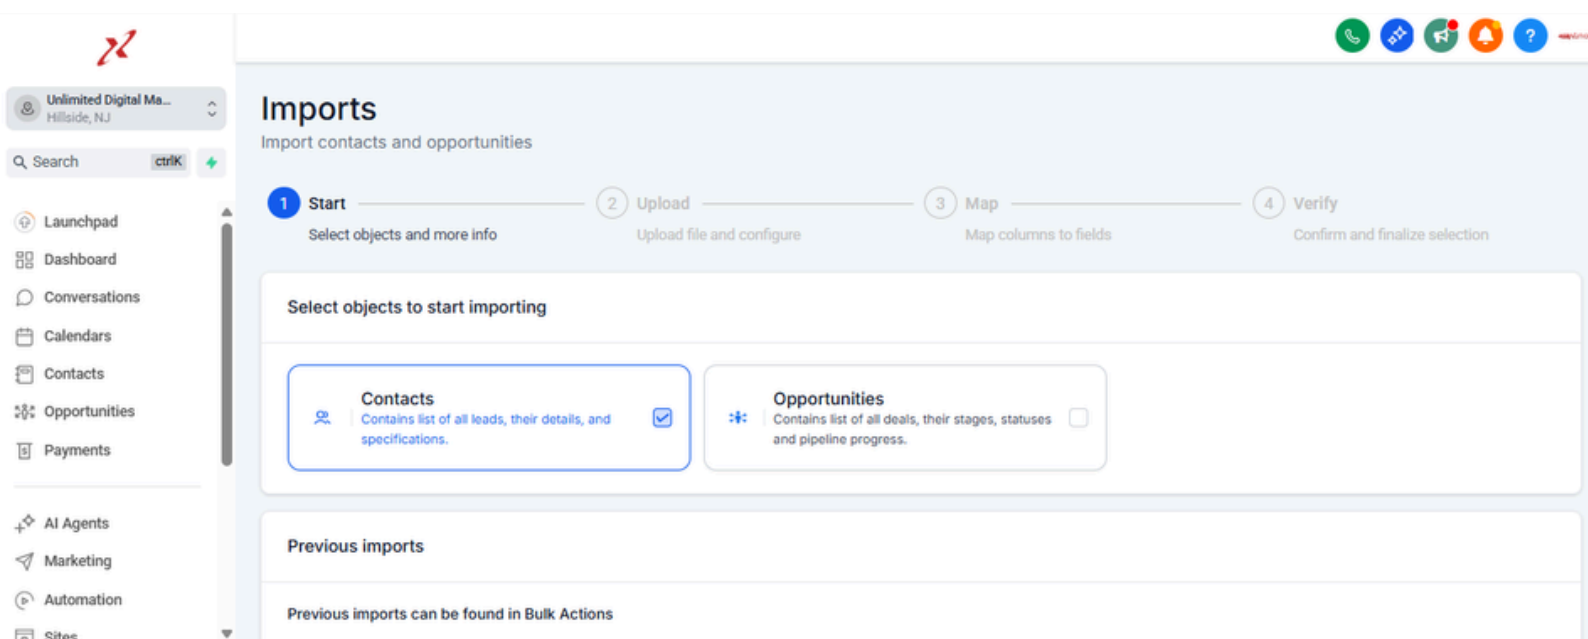 Unlimited Digital Ma...
Hillside, NJ
Search ctrlK
Launchpad
Dashboard
Conversations
Calendars
Contacts
Opportunities
Payments
AI Agents
Marketing
Automation
Sites
Imports
Import contacts and opportunities
1 Start
Select objects and more info
2 Upload
Upload file and configure
3 Map
Map columns to fields
4 Verify
Confirm and finalize selection
Select objects to start importing
Contacts
Contains list of all leads, their details, and
specifications.
Opportunities
Contains list of all deals, their stages, statuses
and pipeline progress.
Previous imports
Previous imports can be found in Bulk Actions